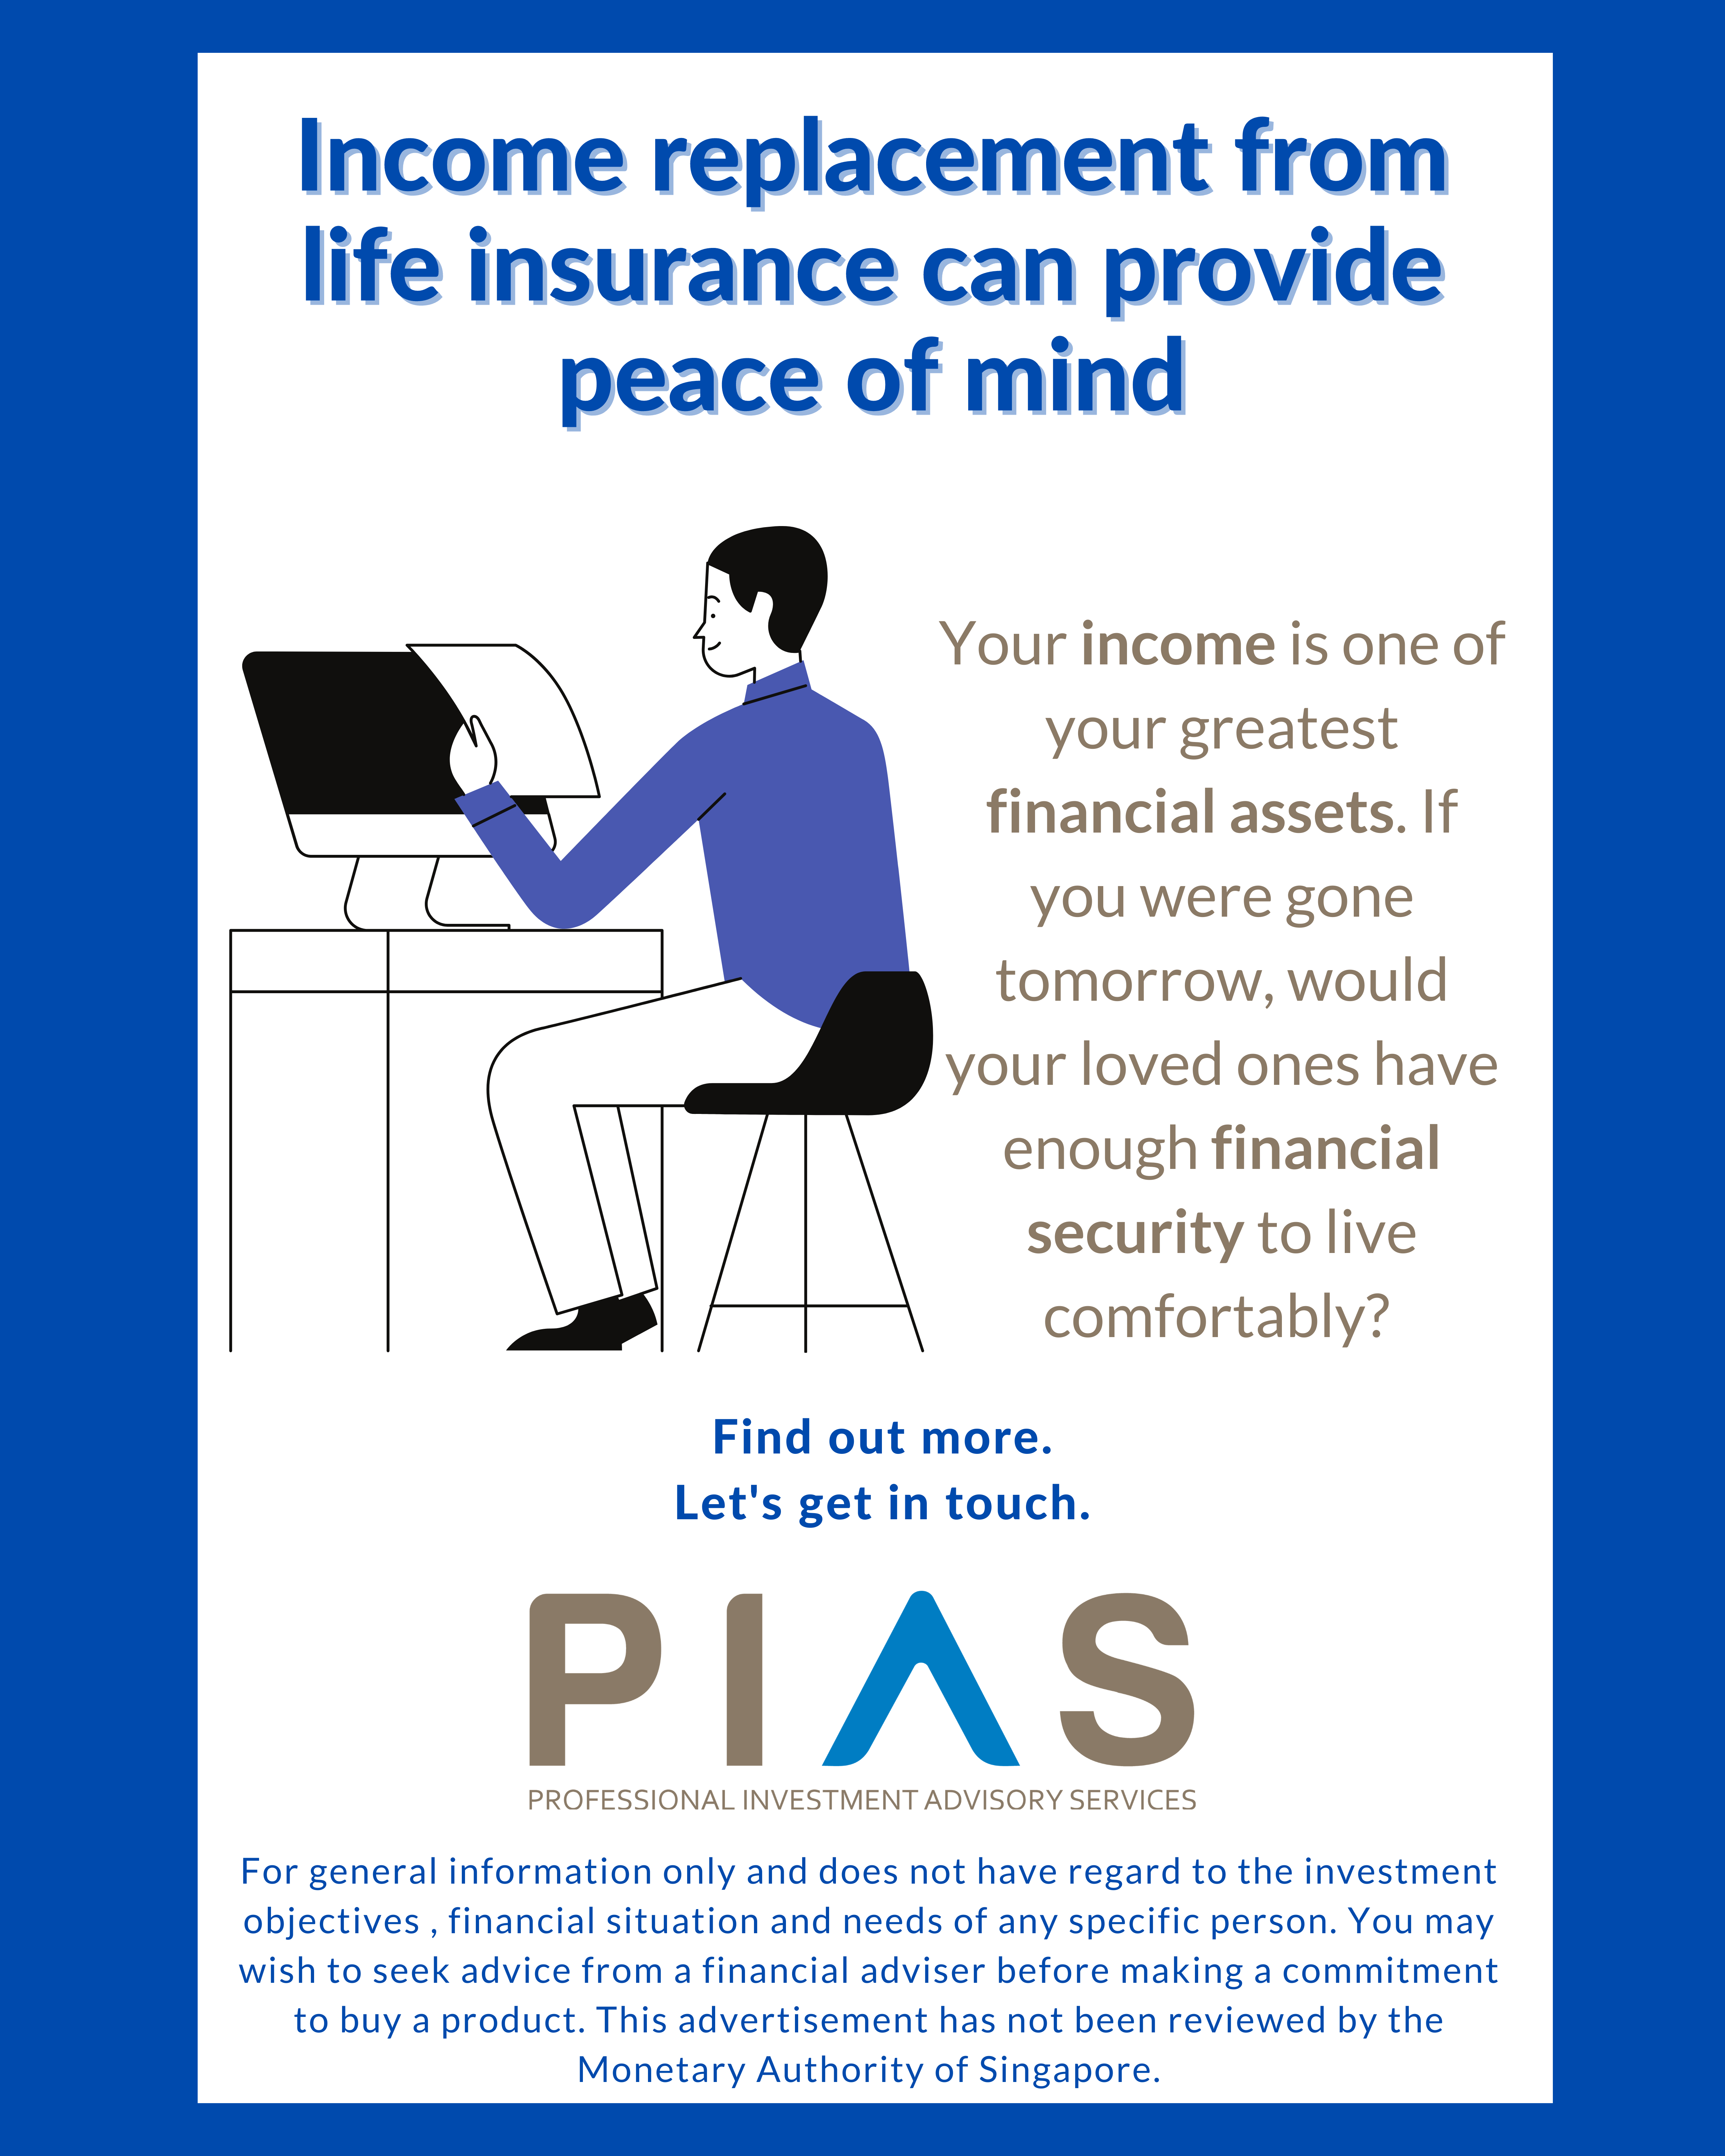 Income replacement from
life insurance can provide
peace of mind
Your income is one of
your greatest
financial assets. If
you were gone
tomorrow, would
your loved ones have
enough financial
security to live
comfortably?
Find out more.
Let's get in touch.
PIAS
PROFESSIONAL INVESTMENT ADVISORY SERVICES
For general information only and does not have regard to the investment
objectives , financial situation and needs of any specific person. You may
wish to seek advice from a financial adviser before making a commitment
to buy a product. This advertisement has not been reviewed by the
Monetary Authority of Singapore.